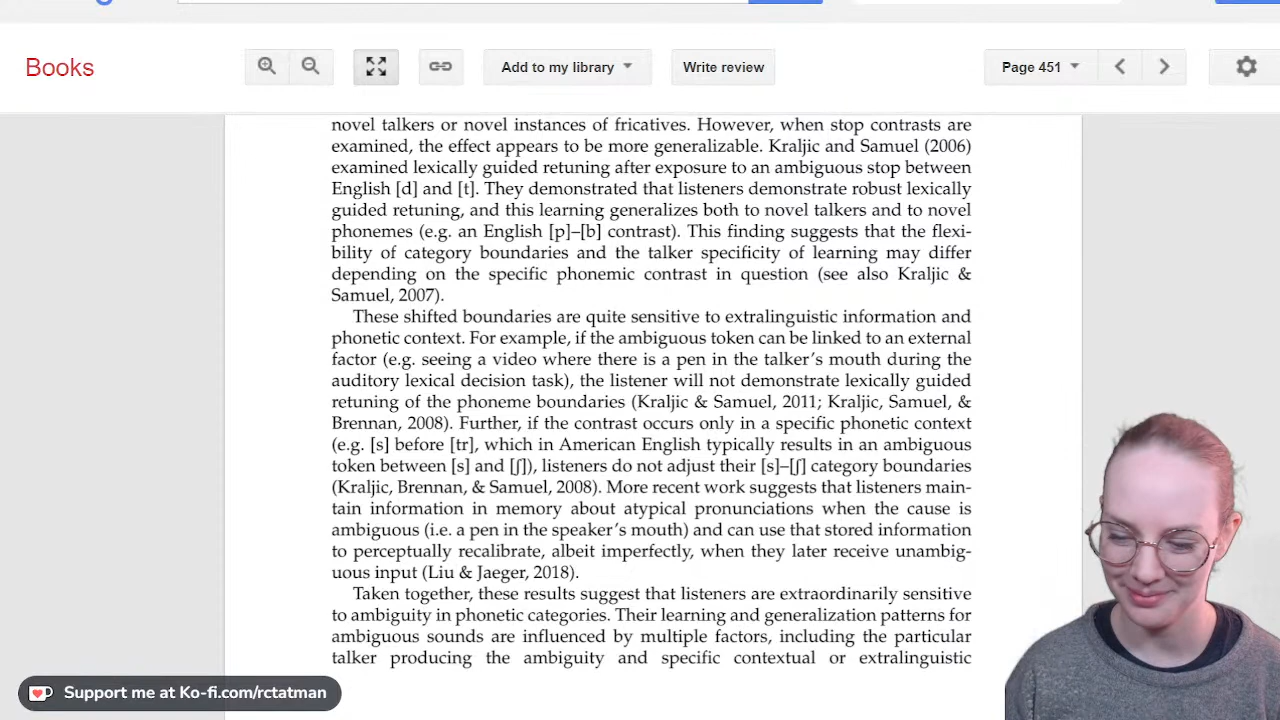 Books
Add to my library
Write review
Page 451
novel talkers or novel instances of fricatives. However, when stop contrasts are
examined, the effect appears to be more generalizable. Kraljic and Samuel (2006)
examined lexically guided retuning after exposure to an ambiguous stop between
English [d] and [t]. They demonstrated that listeners demonstrate robust lexically
guided retuning, and this learning generalizes both to novel talkers and to novel
phonemes (e.g. an English [p]–[b] contrast). This finding suggests that the flexi-
bility of category boundaries and the talker specificity of learning may differ
depending on the specific phonemic contrast in question (see also Kraljic &
Samuel, 2007).
These shifted boundaries are quite sensitive to extralinguistic information and
phonetic context. For example, if the ambiguous token can be linked to an external
factor (e.g. seeing a video where there is a pen in the talker's mouth during the
auditory lexical decision task), the listener will not demonstrate lexically guided
retuning of the phoneme boundaries (Kraljic & Samuel, 2011; Kraljic, Samuel, &
Brennan, 2008). Further, if the contrast occurs only in a specific phonetic context
(e.g. [s] before [tr], which in American English typically results in an ambiguous
token between [s] and [ʃ]), listeners do not adjust their [s]–[ʃ] category boundaries
(Kraljic, Brennan, & Samuel, 2008). More recent work suggests that listeners main-
tain information in memory about atypical pronunciations when the cause is
ambiguous (i.e. a pen in the speaker's mouth) and can use that stored information
to perceptually recalibrate, albeit imperfectly, when they later receive unambig-
uous input (Liu & Jaeger, 2018).
Taken together, these results suggest that listeners are extraordinarily sensitive
to ambiguity in phonetic categories. Their learning and generalization patterns for
ambiguous sounds are influenced by multiple factors, including the particular
talker producing the ambiguity and specific contextual or extralinguistic
Support me at Ko-fi.com/rctatman